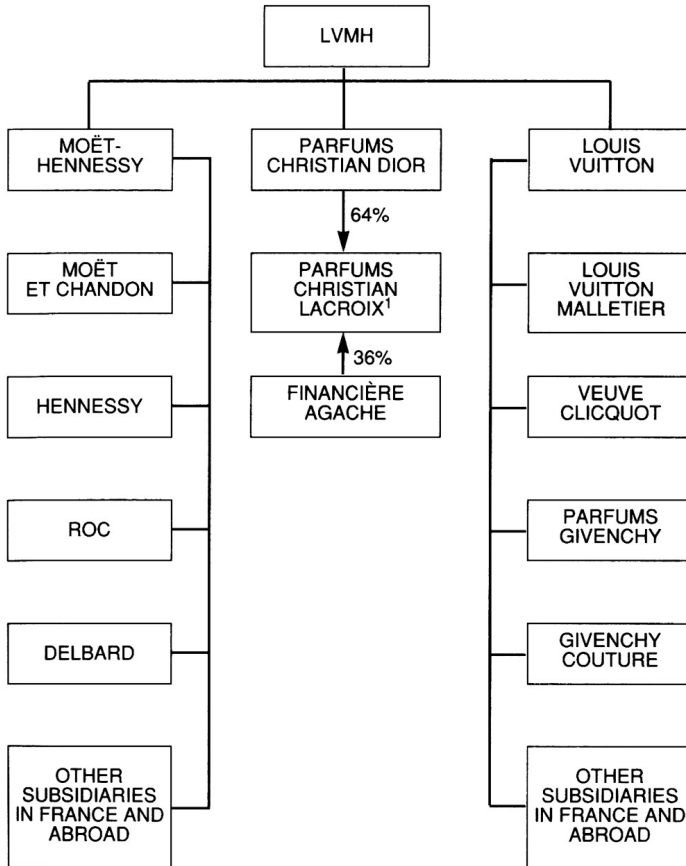 LVMH
MOËT-
HENNESSY
PARFUMS
CHRISTIAN DIOR
LOUIS
VUITTON
64%
MOËT
ET CHANDON
PARFUMS
CHRISTIAN
LACROIX¹
LOUIS
VUITTON
MALLETIER
36%
HENNESSY
FINANCIÈRE
AGACHE
VEUVE
CLICQUOT
ROC
PARFUMS
GIVENCHY
DELBARD
GIVENCHY
COUTURE
OTHER
SUBSIDIARIES
IN FRANCE AND
ABROAD
OTHER
SUBSIDIARIES
IN FRANCE AND
ABROAD